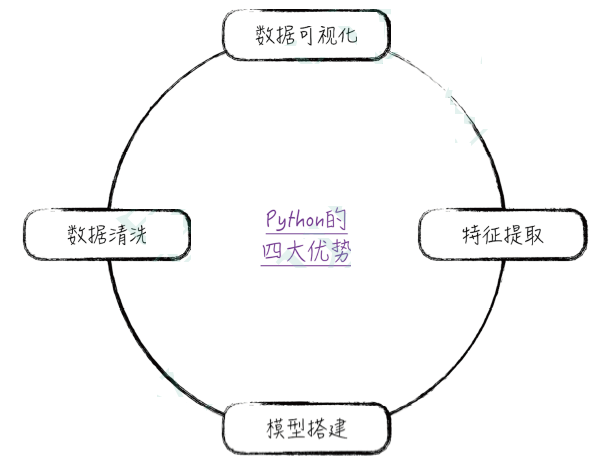 数据可视化
数据清洗
Python的
四大优势
特征提取
模型搭建